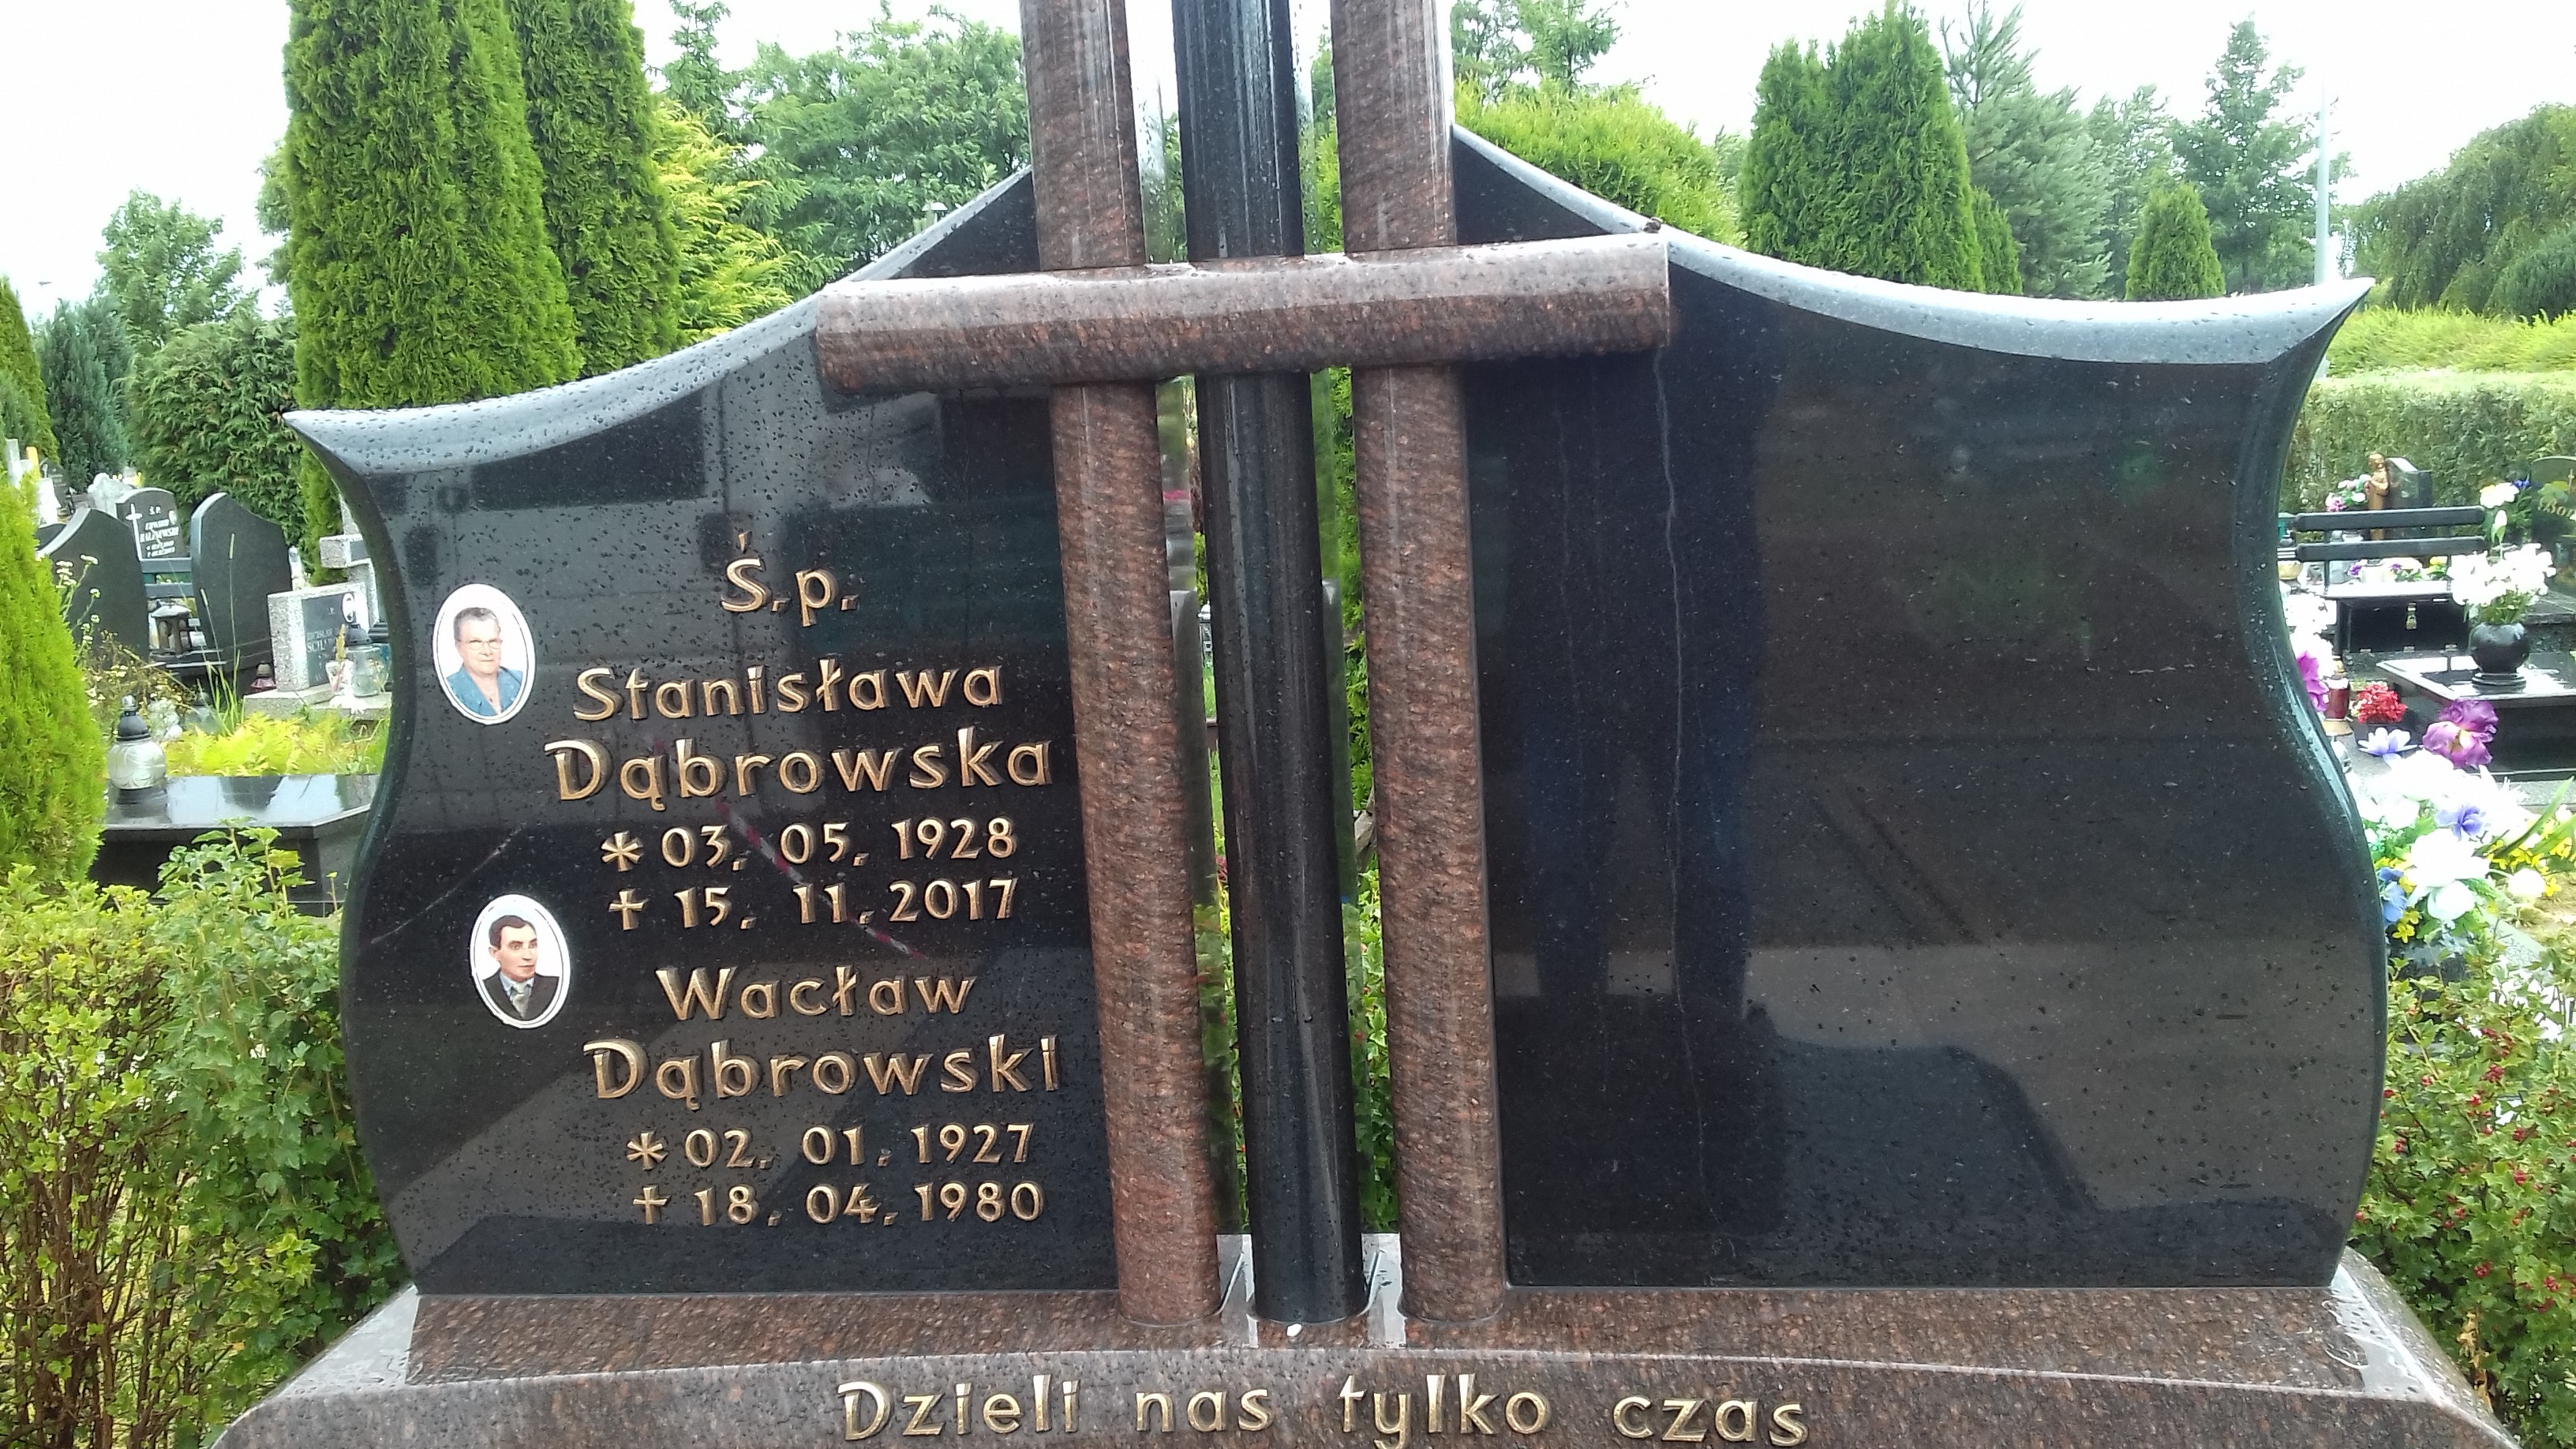 Ś.p.
Stanisława
Dąbrowska
* 03. 05. 1928
† 15. 11. 2017
Wacław
Dąbrowski
* 02. 01. 1927
† 18. 04. 1980
Dzieli nas tylko czas